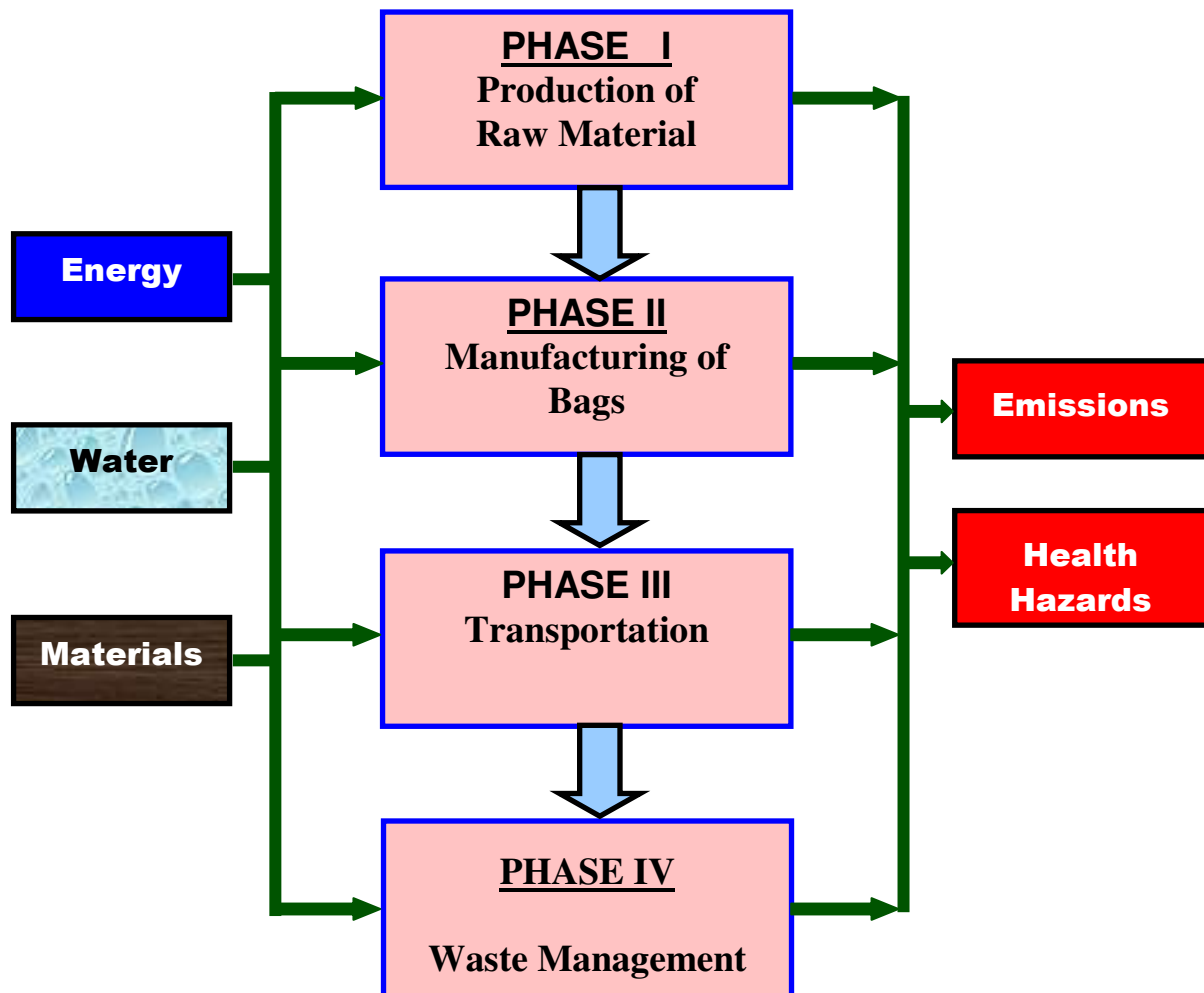 PHASE I
Production of
Raw Material
Energy
PHASE II
Manufacturing of
Bags
Emissions
Water
Health
Hazards
PHASE III
Transportation
Materials
PHASE IV
Waste Management